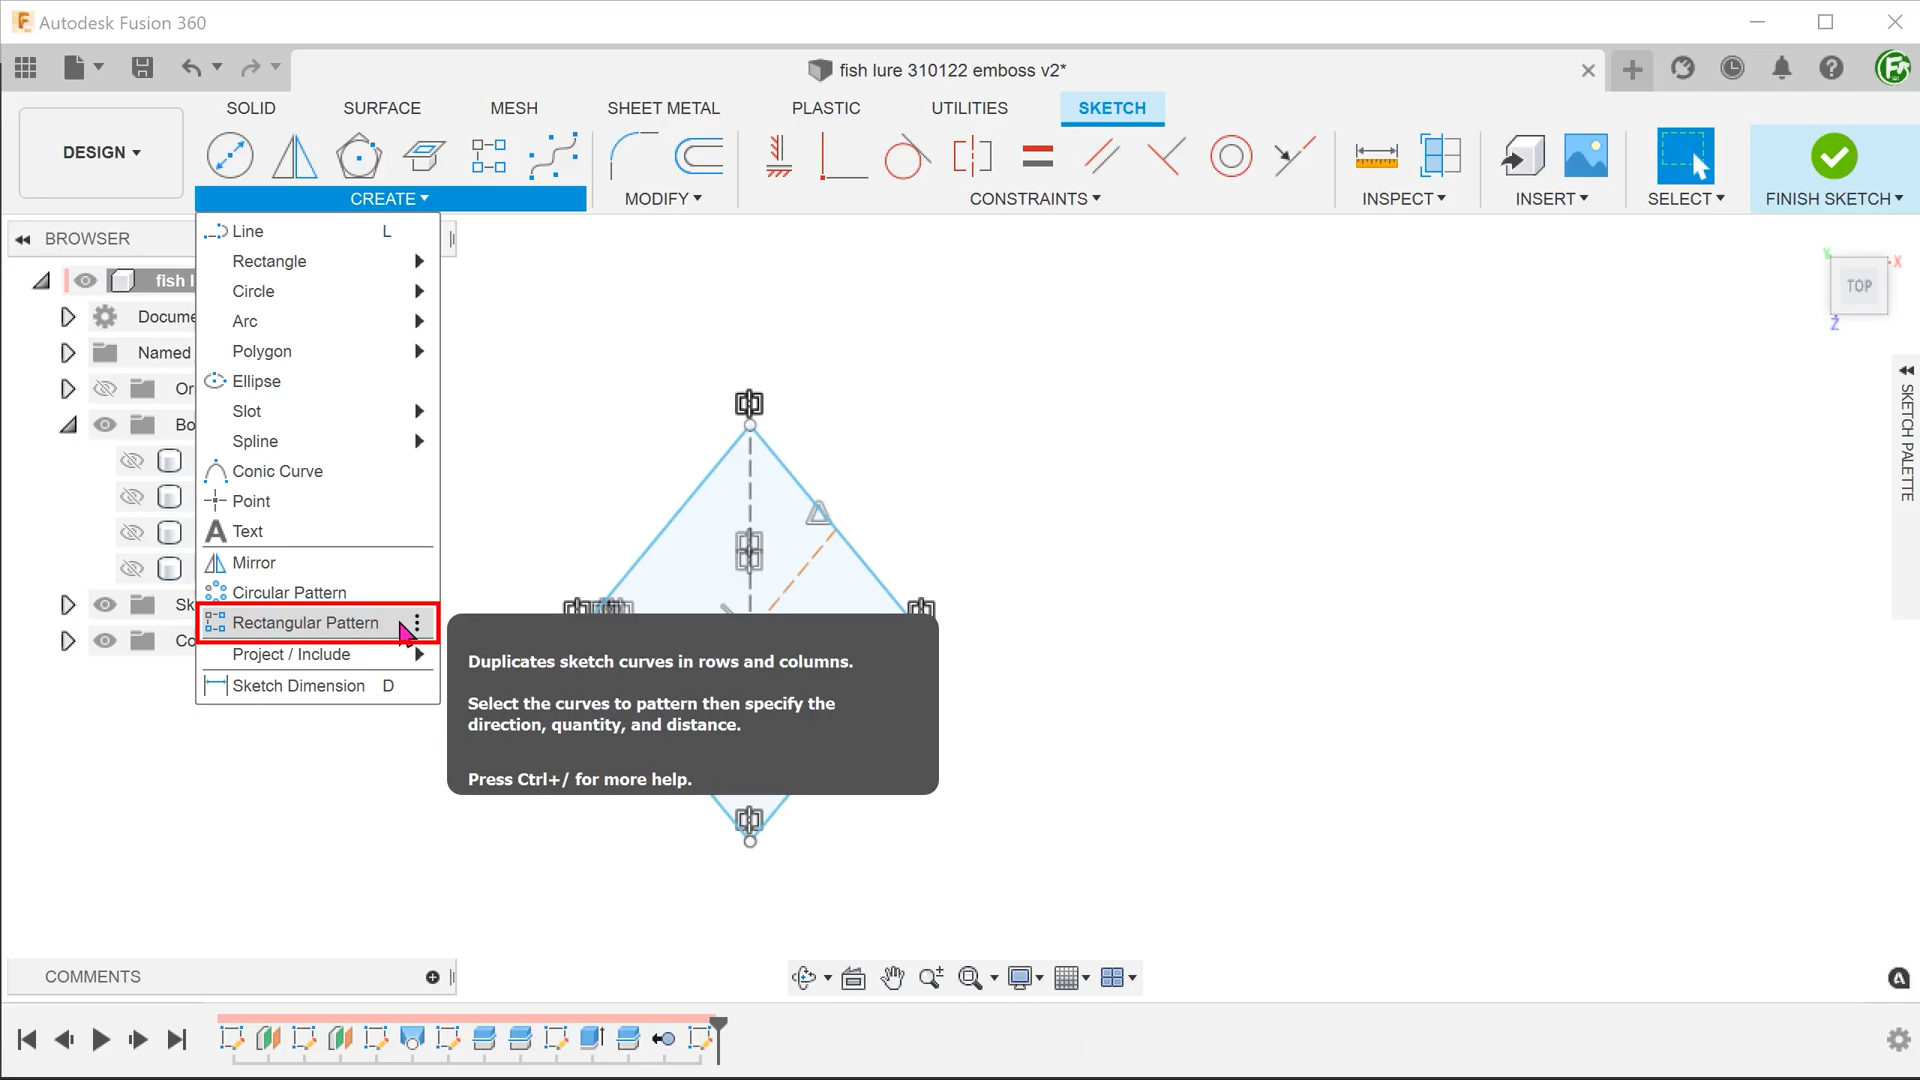 Autodesk Fusion 360
fish lure 310122 emboss v2*
SOLID
SURFACE
MESH
SHEET METAL
PLASTIC
UTILITIES
SKETCH
DESIGN
CREATE
MODIFY
CONSTRAINTS
INSPECT
INSERT
SELECT
FINISH SKETCH
BROWSER
fish l
Docume
Named
Or
Bo
Sk
Co
Line L
Rectangle
Circle
Arc
Polygon
Ellipse
Slot
Spline
Conic Curve
Point
Text
Mirror
Circular Pattern
Rectangular Pattern
Project / Include
Sketch Dimension D
Duplicates sketch curves in rows and columns.
Select the curves to pattern then specify the
direction, quantity, and distance.
Press Ctrl+/ for more help.
Y
X
TOP
Z
SKETCH PALETTE
COMMENTS